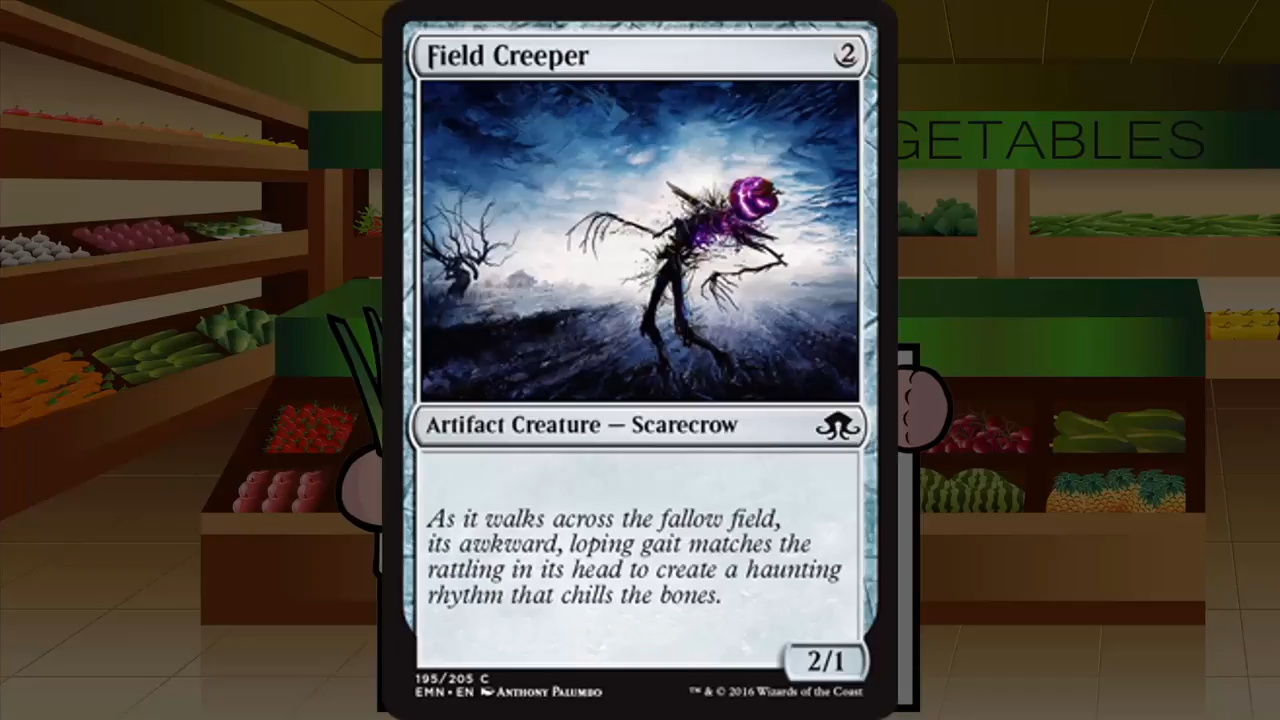 Field Creeper 2
GETABLES
Artifact Creature — Scarecrow
As it walks across the fallow field,
its awkward, loping gait matches the
rattling in its head to create a haunting
rhythm that chills the bones.
2/1
195/205 C
EMN • EN Anthony Palumbo
™ & © 2016 Wizards of the Coast